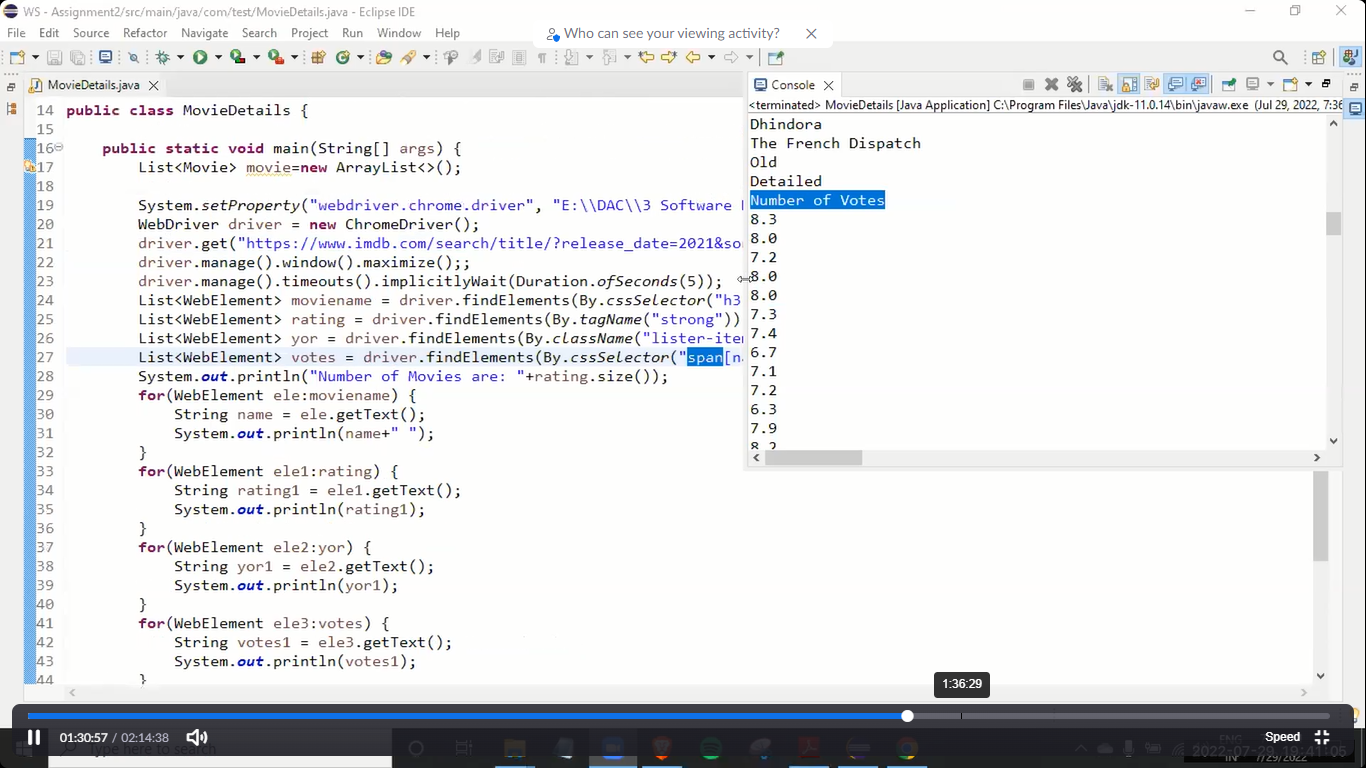 WS - Assignment2/src/main/java/com/test/MovieDetails.java - Eclipse IDE
File Edit Source Refactor Navigate Search Project Run Window Help
Who can see your viewing activity?
MovieDetails.java
14 public class MovieDetails {
15
16 public static void main(String[] args) {
17 List<Movie> movie=new ArrayList<>();
18
19 System.setProperty("webdriver.chrome.driver", "E:\\DAC\\3 Software
20 WebDriver driver = new ChromeDriver();
21 driver.get("https://www.imdb.com/search/title/?release_date=2021&so
22 driver.manage().window().maximize();;
23 driver.manage().timeouts().implicitlyWait(Duration.ofSeconds(5));
24 List<WebElement> moviename = driver.findElements(By.cssSelector("h3
25 List<WebElement> rating = driver.findElements(By.tagName("strong"))
26 List<WebElement> yor = driver.findElements(By.className("lister-ite
27 List<WebElement> votes = driver.findElements(By.cssSelector("span[na
28 System.out.println("Number of Movies are: "+rating.size());
29 for(WebElement ele:moviename) {
30 String name = ele.getText();
31 System.out.println(name+" ");
32 }
33 for(WebElement ele1:rating) {
34 String rating1 = ele1.getText();
35 System.out.println(rating1);
36 }
37 for(WebElement ele2:yor) {
38 String yor1 = ele2.getText();
39 System.out.println(yor1);
40 }
41 for(WebElement ele3:votes) {
42 String votes1 = ele3.getText();
43 System.out.println(votes1);
44 }
Console
<terminated> MovieDetails [Java Application] C:\Program Files\Java\jdk-11.0.14\bin\javaw.exe (Jul 29, 2022, 7:36
Dhindora
The French Dispatch
Old
Detailed
Number of Votes
8.3
8.0
7.2
8.0
8.0
7.3
7.4
6.7
7.1
7.2
6.3
7.9
8.2
1:36:29
01:30:57 / 02:14:38
Speed
Type here to search
ENG
IN
2022-07-29 19:41:05
7/29/2022